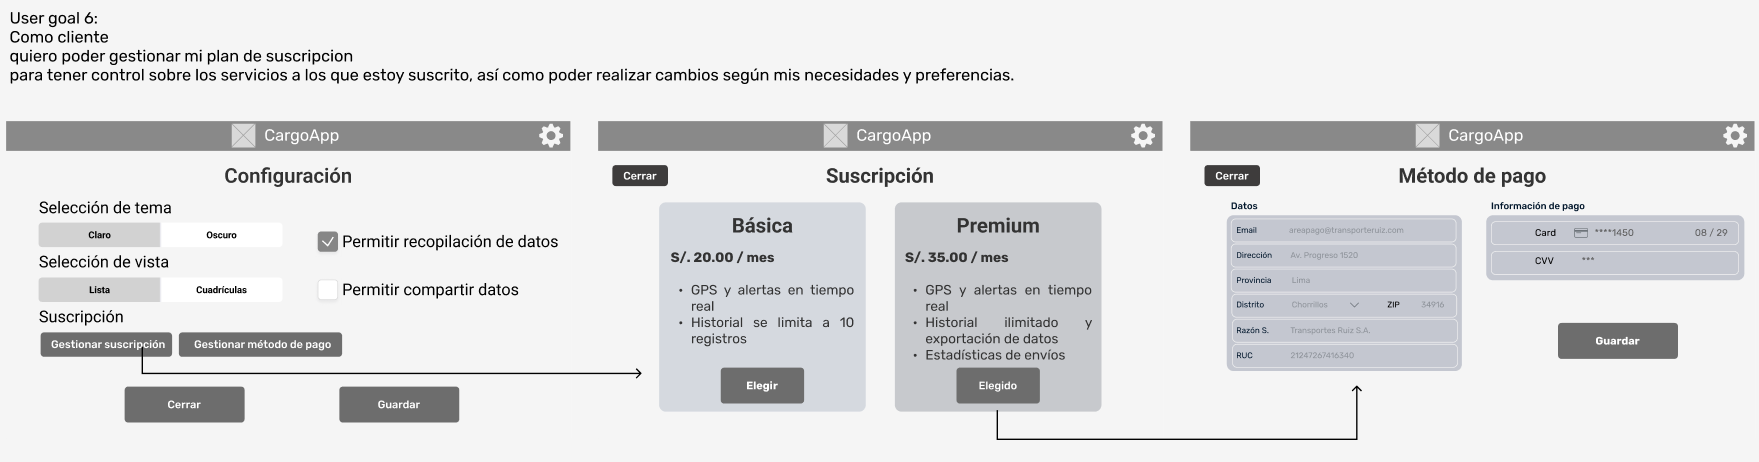 User goal 6:
Como cliente
quiero poder gestionar mi plan de suscripcion
para tener control sobre los servicios a los que estoy suscrito, así como poder realizar cambios según mis necesidades y preferencias.
CargoApp
Configuración
Selección de tema
Claro
Oscuro
Permitir recopilación de datos
Selección de vista
Lista
Cuadrículas
Permitir compartir datos
Suscripción
Gestionar suscripción
Gestionar método de pago
Cerrar
Guardar
CargoApp
Cerrar
Suscripción
Básica
S/. 20.00 / mes
• GPS y alertas en tiempo
real
• Historial se limita a 10
registros
Elegir
Premium
S/. 35.00 / mes
• GPS y alertas en tiempo
real
• Historial ilimitado y
exportación de datos
• Estadísticas de envíos
Elegido
CargoApp
Cerrar
Método de pago
Datos
Email areapago@transporteruiz.com
Dirección Av. Progreso 1520
Provincia Lima
Distrito Chorrillos ZIP 34916
Razón S. Transportes Ruiz S.A.
RUC 21247267416340
Información de pago
Card ****1450 08 / 29
CVV ***
Guardar